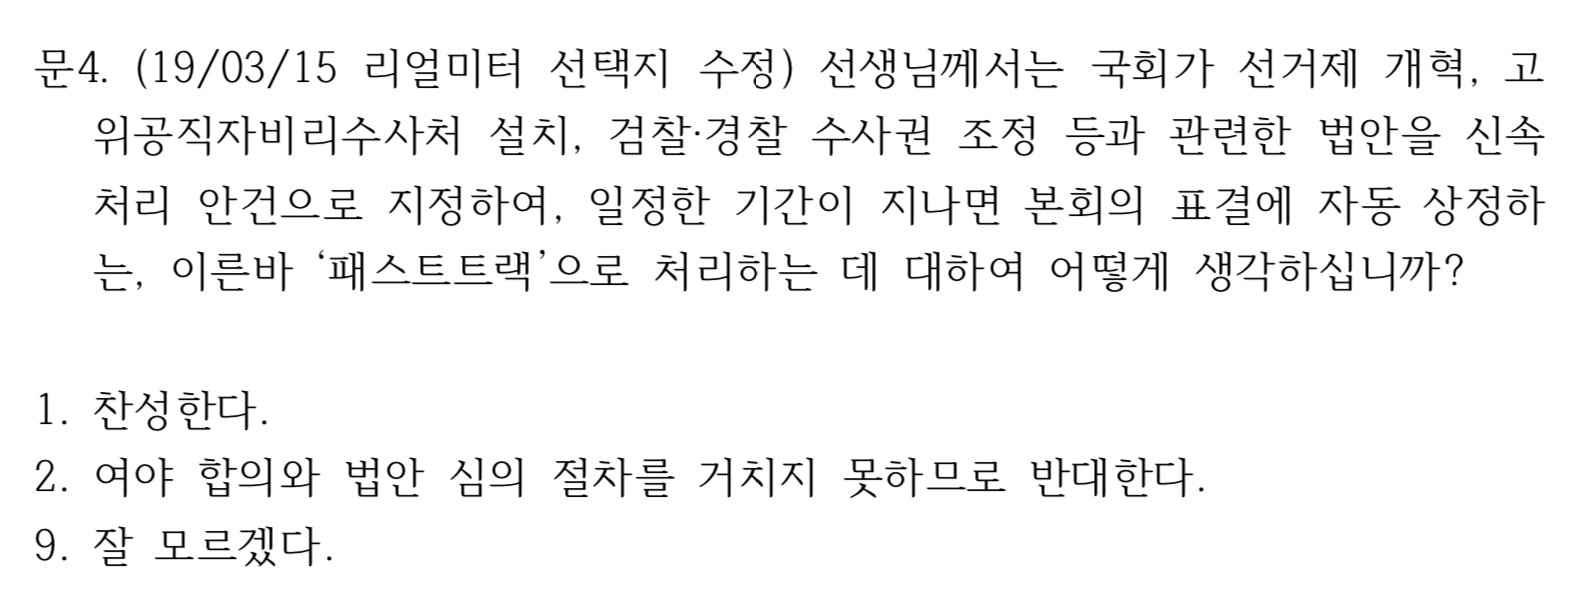 문4. (19/03/15 리얼미터 선택지 수정) 선생님께서는 국회가 선거제 개혁, 고
위공직자비리수사처 설치, 검찰·경찰 수사권 조정 등과 관련한 법안을 신속
처리 안건으로 지정하여, 일정한 기간이 지나면 본회의 표결에 자동 상정하
는, 이른바 ‘패스트트랙’으로 처리하는 데 대하여 어떻게 생각하십니까?
1. 찬성한다.
2. 여야 합의와 법안 심의 절차를 거치지 못하므로 반대한다.
9. 잘 모르겠다.